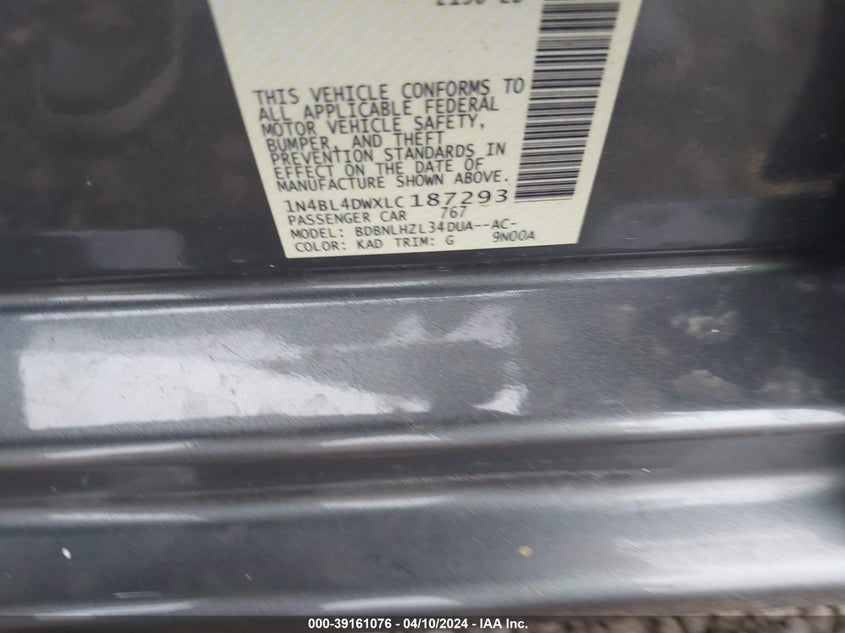 THIS VEHICLE CONFORMS TO
ALL APPLICABLE FEDERAL
MOTOR VEHICLE SAFETY,
BUMPER, AND THEFT
PREVENTION STANDARDS IN
EFFECT ON THE DATE OF
MANUFACTURE SHOWN ABOVE.
1N4BL4DWXLC187293
PASSENGER CAR 767
MODEL: BDBNLHZL34DUA--AC-
COLOR: KAD TRIM: G 9N00A
000-39161076 - 04/10/2024 - IAA Inc.